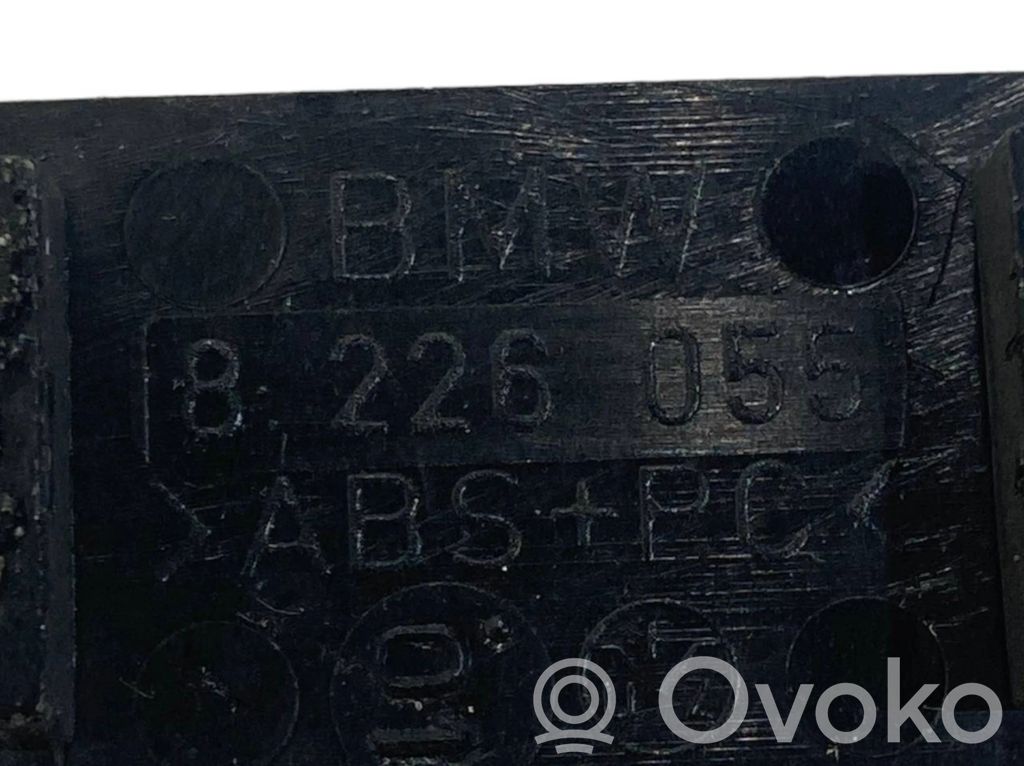 BMW
8.226 055
>ABS+PC<
Ovoko